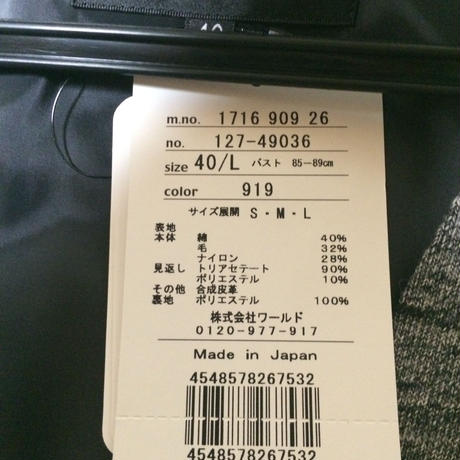 m.no. 1716 909 26
no. 127-49036
size 40/L バスト 85-89cm
color 919
サイズ展開 S・M・L
表地
本体 綿 40%
毛 32%
ナイロン 28%
見返し トリアセテート 90%
ポリエステル 10%
その他 合成皮革
裏地 ポリエステル 100%
株式会社ワールド
0120-977-917
Made in Japan
4548578267532
4548578267532